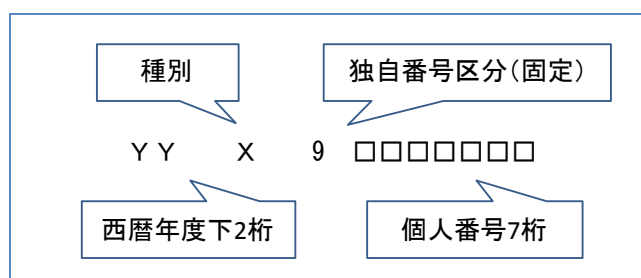 種別
独自番号区分（固定）
ＹＹ　Ｘ　９　□□□□□□□
西暦年度下2桁
個人番号7桁